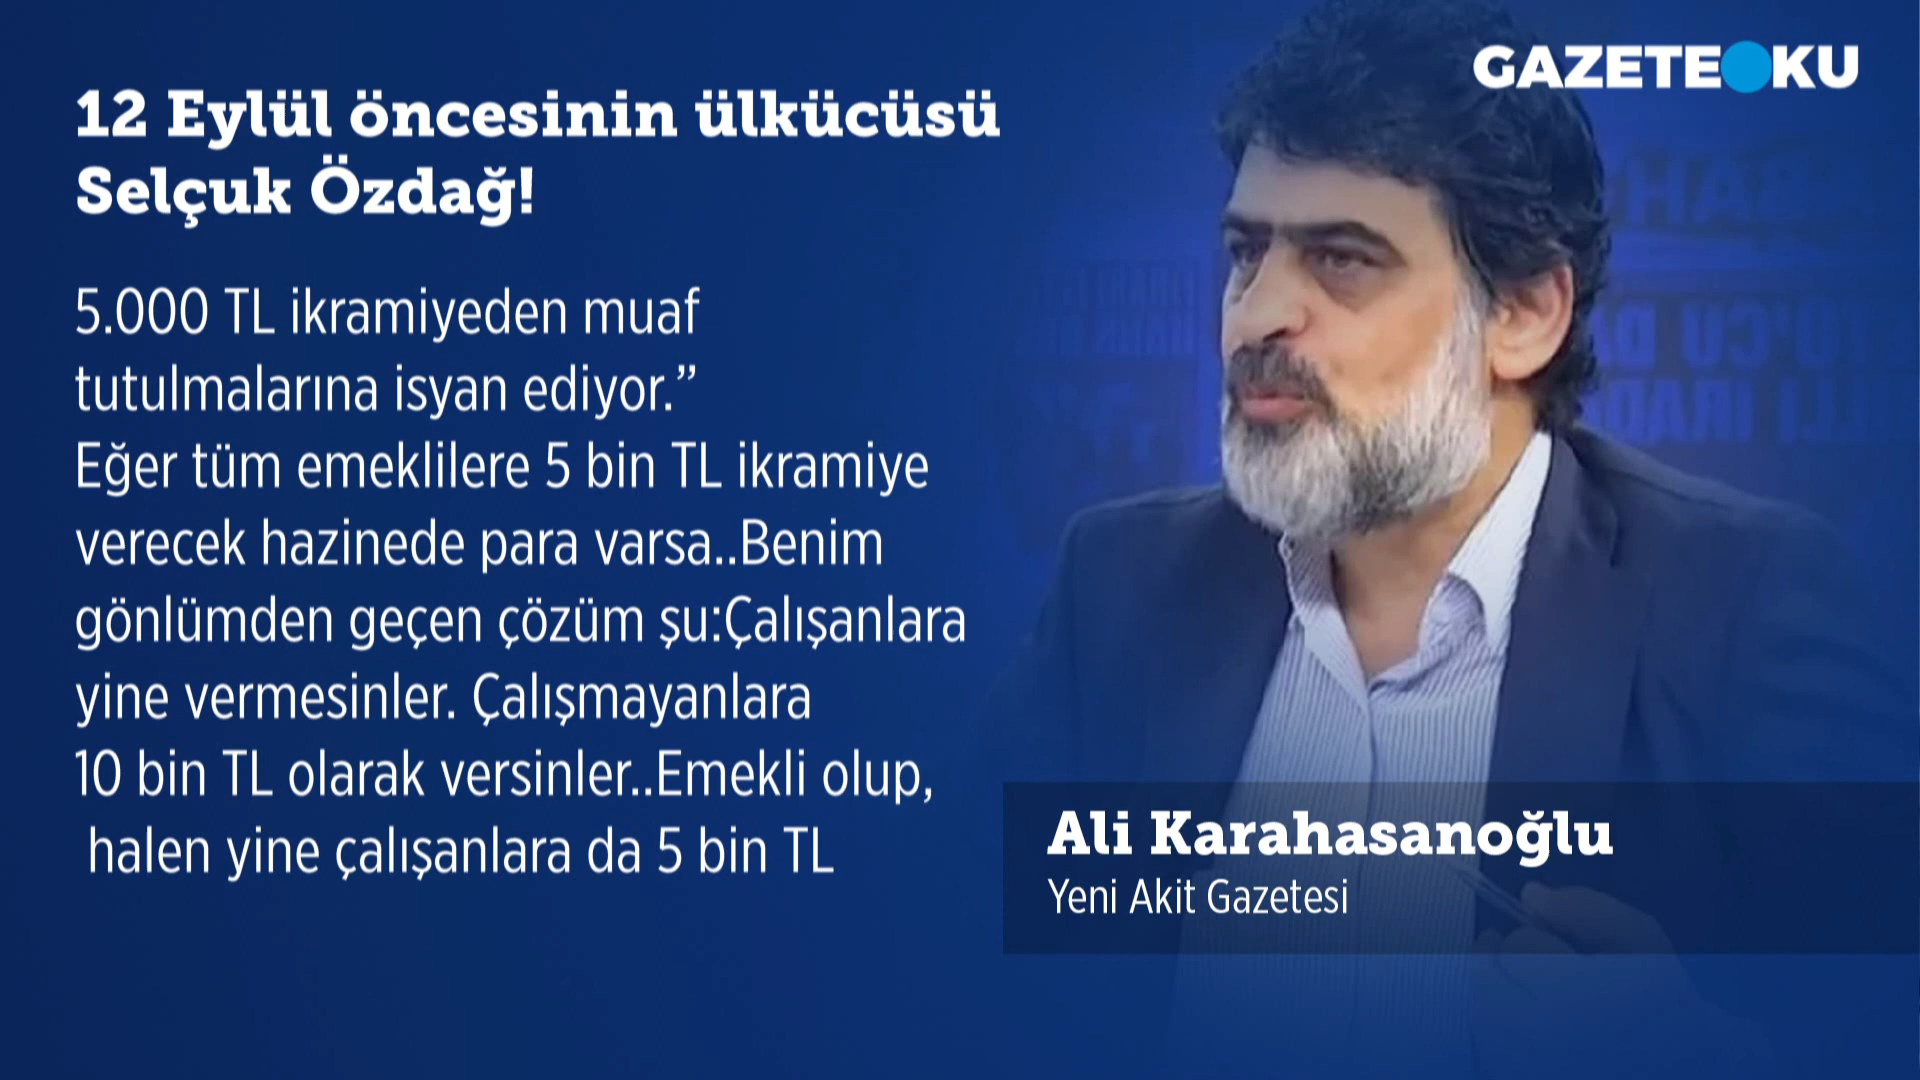 GAZETE KU
12 Eylül öncesinin ülkücüsü
Selçuk Özdağ!
5.000 TL ikramiyeden muaf
tutulmalarına isyan ediyor.”
Eğer tüm emeklilere 5 bin TL ikramiye
verecek hazinede para varsa..Benim
gönlümden geçen çözüm şu:Çalışanlara
yine vermesinler. Çalışmayanlara
10 bin TL olarak versinler..Emekli olup,
halen yine çalışanlara da 5 bin TL
Ali Karahasanoğlu
Yeni Akit Gazetesi